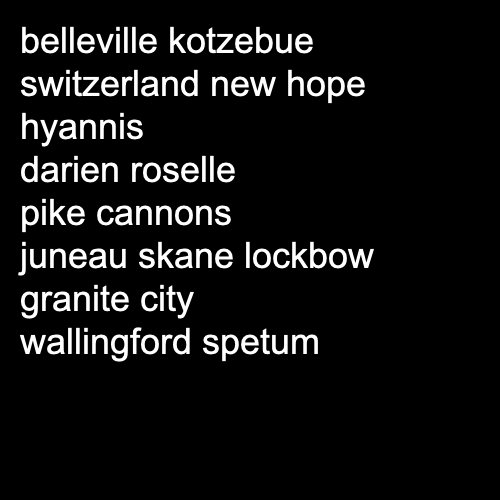 belleville kotzebue
switzerland new hope
hyannis
darien roselle
pike cannons
juneau skane lockbow
granite city
wallingford spetum